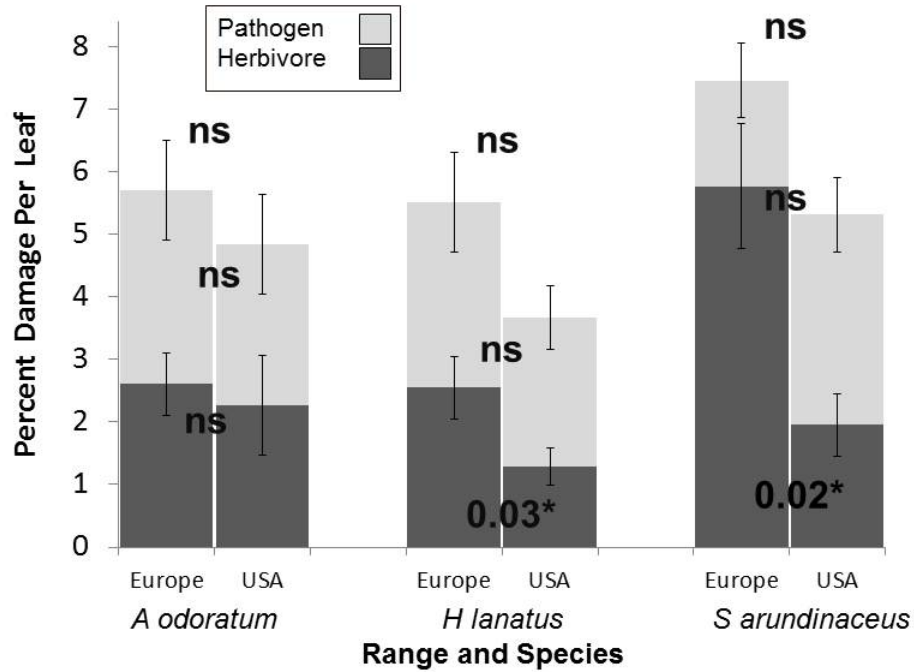 Pathogen
Herbivore
Percent Damage Per Leaf
8
7
6
5
4
3
2
1
0
ns
ns
ns
ns
ns
0.03*
ns
ns
0.02*
Europe USA Europe USA Europe USA
A odoratum H lanatus S arundinaceus
Range and Species